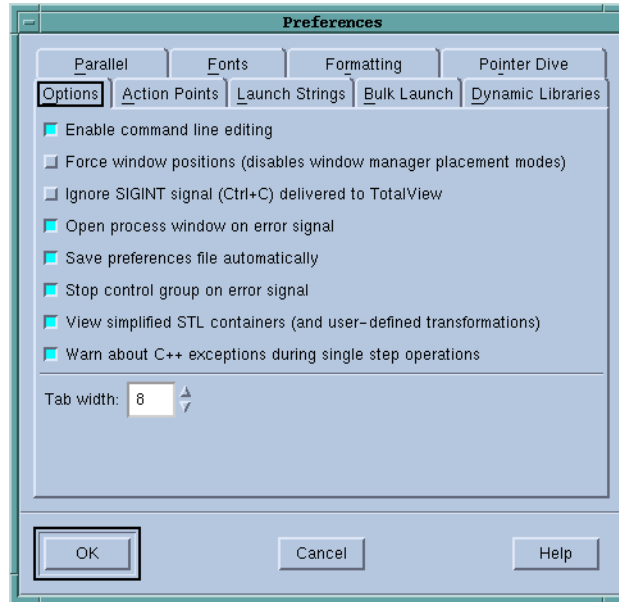 Preferences
Parallel Fonts Formatting Pointer Dive
Options Action Points Launch Strings Bulk Launch Dynamic Libraries
Enable command line editing
Force window positions (disables window manager placement modes)
Ignore SIGINT signal (Ctrl+C) delivered to TotalView
Open process window on error signal
Save preferences file automatically
Stop control group on error signal
View simplified STL containers (and user-defined transformations)
Warn about C++ exceptions during single step operations
Tab width: 8
OK Cancel Help